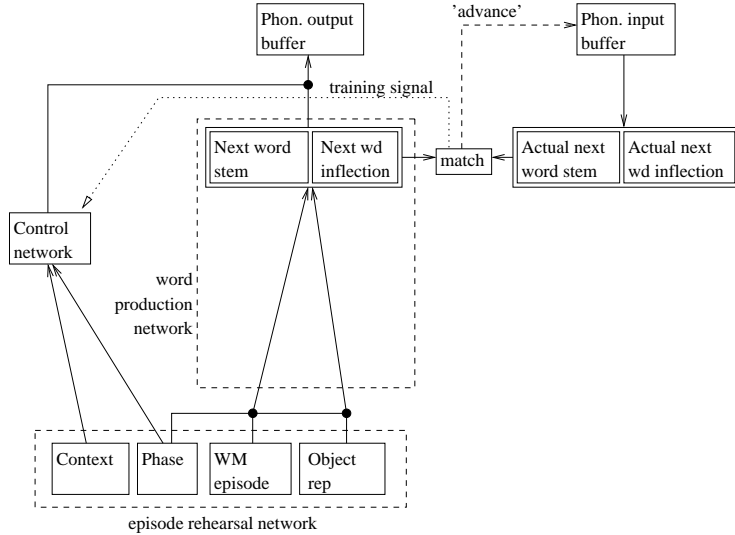 Phon. output
buffer
'advance'
Phon. input
buffer
training signal
Next word
stem
Next wd
inflection
match
Actual next
word stem
Actual next
wd inflection
Control
network
word
production
network
Context
Phase
WM
episode
Object
rep
episode rehearsal network